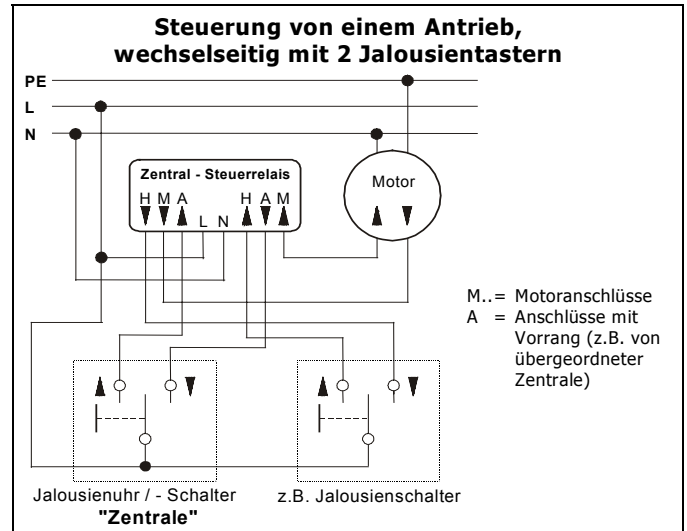 Steuerung von einem Antrieb,
wechselseitig mit 2 Jalousientastern
PE
L
N
Zentral - Steuerrelais
H M A H A M
L N
Motor
M..= Motoranschlüsse
A = Anschlüsse mit
Vorrang (z.B. von
übergeordneter
Zentrale)
Jalousienuhr / - Schalter
"Zentrale"
z.B. Jalousienschalter